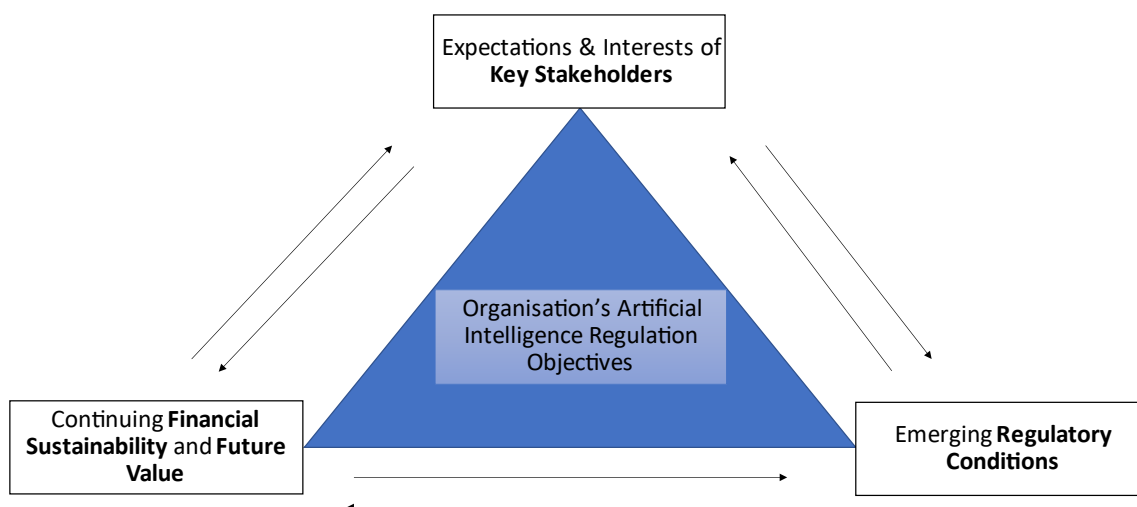 Expectations & Interests of
Key Stakeholders
Organisation’s Artificial
Intelligence Regulation
Objectives
Continuing Financial
Sustainability and Future
Value
Emerging Regulatory
Conditions